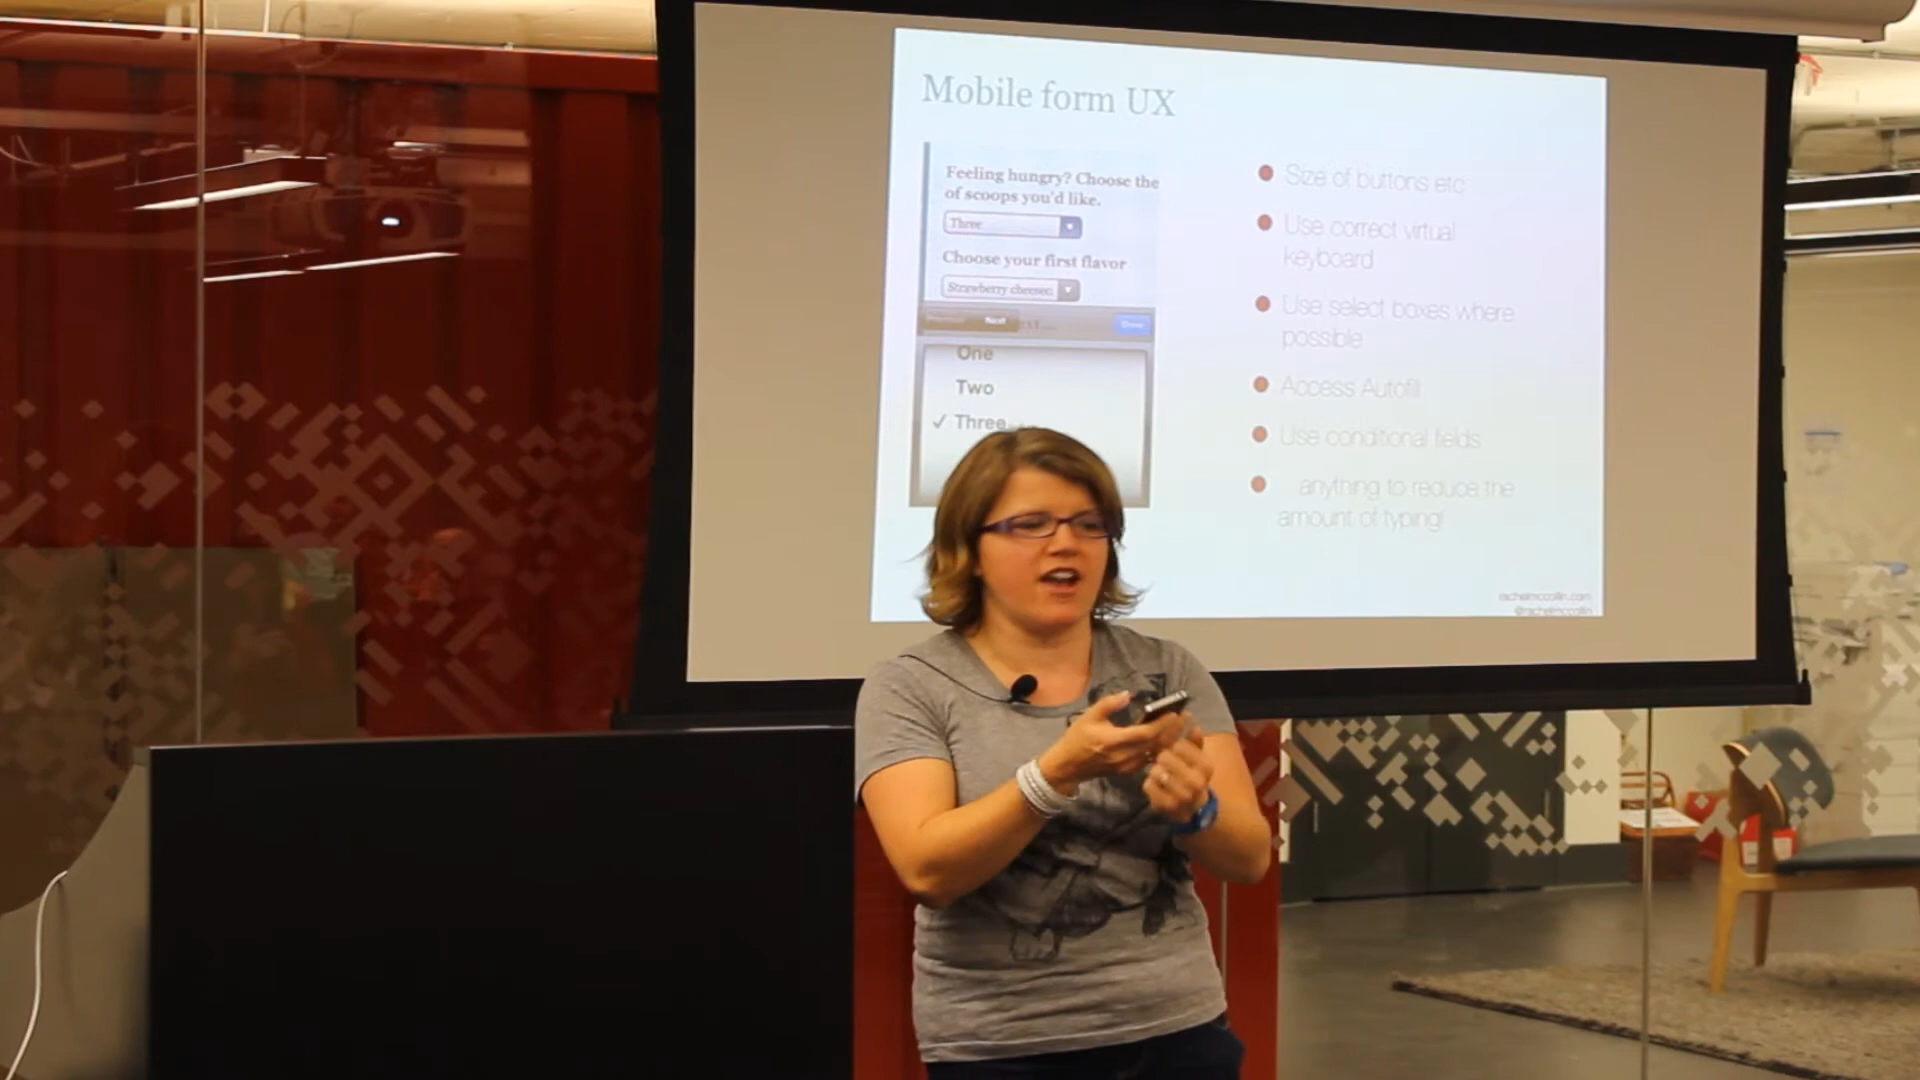 Mobile form UX
Feeling hungry? Choose the
of scoops you'd like.
Three
Choose your first flavor
Strawberry cheesec
Previous Next
Done
One
Two
✓ Three
Size of buttons etc
Use correct virtual
keyboard
Use select boxes where
possible
Access Autofill
Use conditional fields
anything to reduce the
amount of typing!
rachelmccollin.com
@rachelmccollin